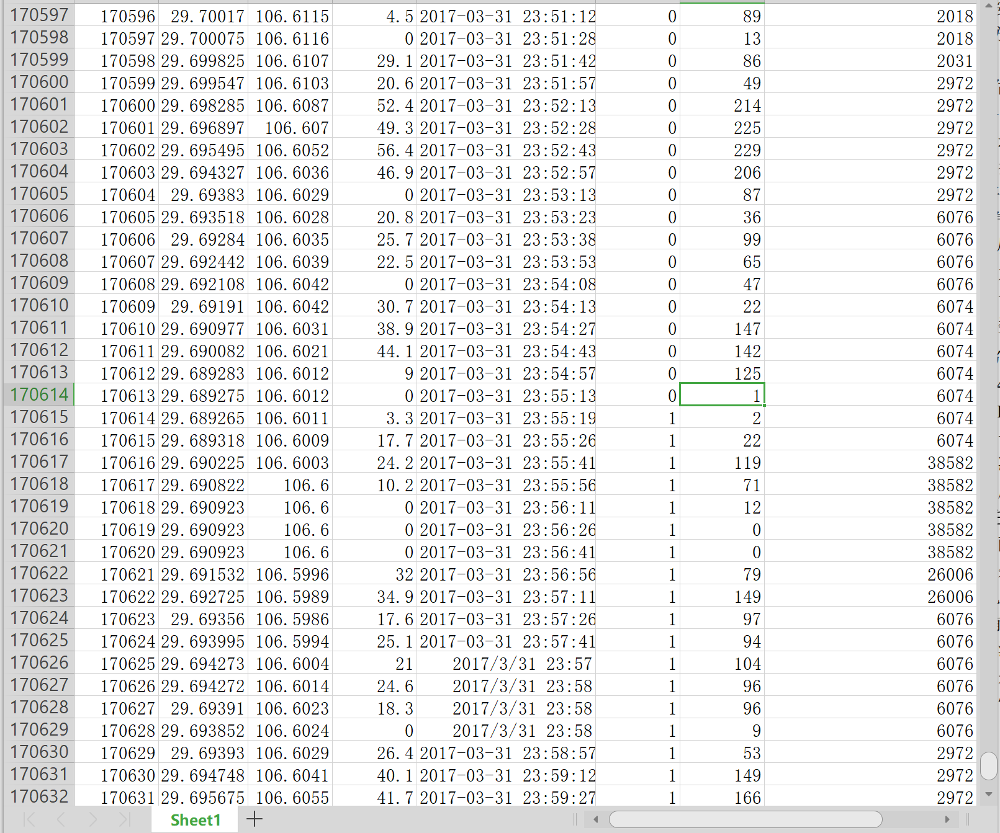 170597 170596 29.70017 106.6115 4.5 2017-03-31 23:51:12 0 89 2018
170598 170597 29.700075 106.6116 0 2017-03-31 23:51:28 0 13 2018
170599 170598 29.699825 106.6107 29.1 2017-03-31 23:51:42 0 86 2031
170600 170599 29.699547 106.6103 20.6 2017-03-31 23:51:57 0 49 2972
170601 170600 29.698285 106.6087 52.4 2017-03-31 23:52:13 0 214 2972
170602 170601 29.696897 106.607 49.3 2017-03-31 23:52:28 0 225 2972
170603 170602 29.695495 106.6052 56.4 2017-03-31 23:52:43 0 229 2972
170604 170603 29.694327 106.6036 46.9 2017-03-31 23:52:57 0 206 2972
170605 170604 29.69383 106.6029 0 2017-03-31 23:53:13 0 87 2972
170606 170605 29.693518 106.6028 20.8 2017-03-31 23:53:23 0 36 6076
170607 170606 29.69284 106.6035 25.7 2017-03-31 23:53:38 0 99 6076
170608 170607 29.692442 106.6039 22.5 2017-03-31 23:53:53 0 65 6076
170609 170608 29.692108 106.6042 0 2017-03-31 23:54:08 0 47 6076
170610 170609 29.69191 106.6042 30.7 2017-03-31 23:54:13 0 22 6074
170611 170610 29.690977 106.6031 38.9 2017-03-31 23:54:27 0 147 6074
170612 170611 29.690082 106.6021 44.1 2017-03-31 23:54:43 0 142 6074
170613 170612 29.689283 106.6012 9 2017-03-31 23:54:57 0 125 6074
170614 170613 29.689275 106.6012 0 2017-03-31 23:55:13 0 1 6074
170615 170614 29.689265 106.6011 3.3 2017-03-31 23:55:19 1 2 6074
170616 170615 29.689318 106.6009 17.7 2017-03-31 23:55:26 1 22 6074
170617 170616 29.690225 106.6003 24.2 2017-03-31 23:55:41 1 119 38582
170618 170617 29.690822 106.6 10.2 2017-03-31 23:55:56 1 71 38582
170619 170618 29.690923 106.6 0 2017-03-31 23:56:11 1 12 38582
170620 170619 29.690923 106.6 0 2017-03-31 23:56:26 1 0 38582
170621 170620 29.690923 106.6 0 2017-03-31 23:56:41 1 0 38582
170622 170621 29.691532 106.5996 32 2017-03-31 23:56:56 1 79 26006
170623 170622 29.692725 106.5989 34.9 2017-03-31 23:57:11 1 149 26006
170624 170623 29.69356 106.5986 17.6 2017-03-31 23:57:26 1 97 6076
170625 170624 29.693995 106.5994 25.1 2017-03-31 23:57:41 1 94 6076
170626 170625 29.694273 106.6004 21 2017/3/31 23:57 1 104 6076
170627 170626 29.694272 106.6014 24.6 2017/3/31 23:58 1 96 6076
170628 170627 29.69391 106.6023 18.3 2017/3/31 23:58 1 96 6076
170629 170628 29.693852 106.6024 0 2017/3/31 23:58 1 9 6076
170630 170629 29.69393 106.6029 26.4 2017-03-31 23:58:57 1 53 2972
170631 170630 29.694748 106.6041 40.1 2017-03-31 23:59:12 1 149 2972
170632 170631 29.695675 106.6055 41.7 2017-03-31 23:59:27 1 166 2972
Sheet1